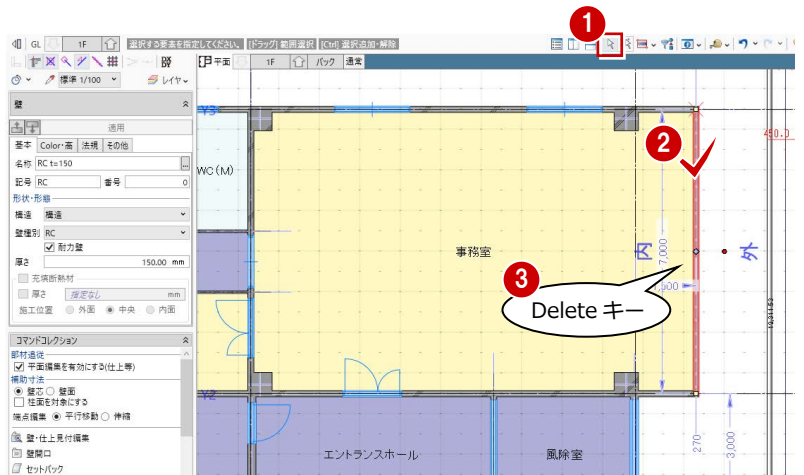 1
GL 1F 選択する要素を指定してください。 [ドラッグ] 範囲選択 [Ctrl] 選択追加・解除
平面 1F バック 通常
標準 1/100 レイヤ
壁
適用
基本 Color・高 法規 その他
名称 RC t=150 ...
記号 RC 番号 0
形状・形態
構造 構造
壁種別 RC
耐力壁
厚さ 150.00 mm
充填断熱材
厚さ 指定なし mm
施工位置 外面 中央 内面
コマンドコレクション
部材追従
平面編集を有効にする(仕上等)
補助寸法
壁芯 壁面
柱面を対象にする
端点編集 平行移動 伸縮
壁・仕上見付編集
壁開口
セットバック
Y3
WC(M)
450.0
2
事務室
内
7,000
外
3
Delete キー
Y2
エントランスホール
風除室
270
3,000